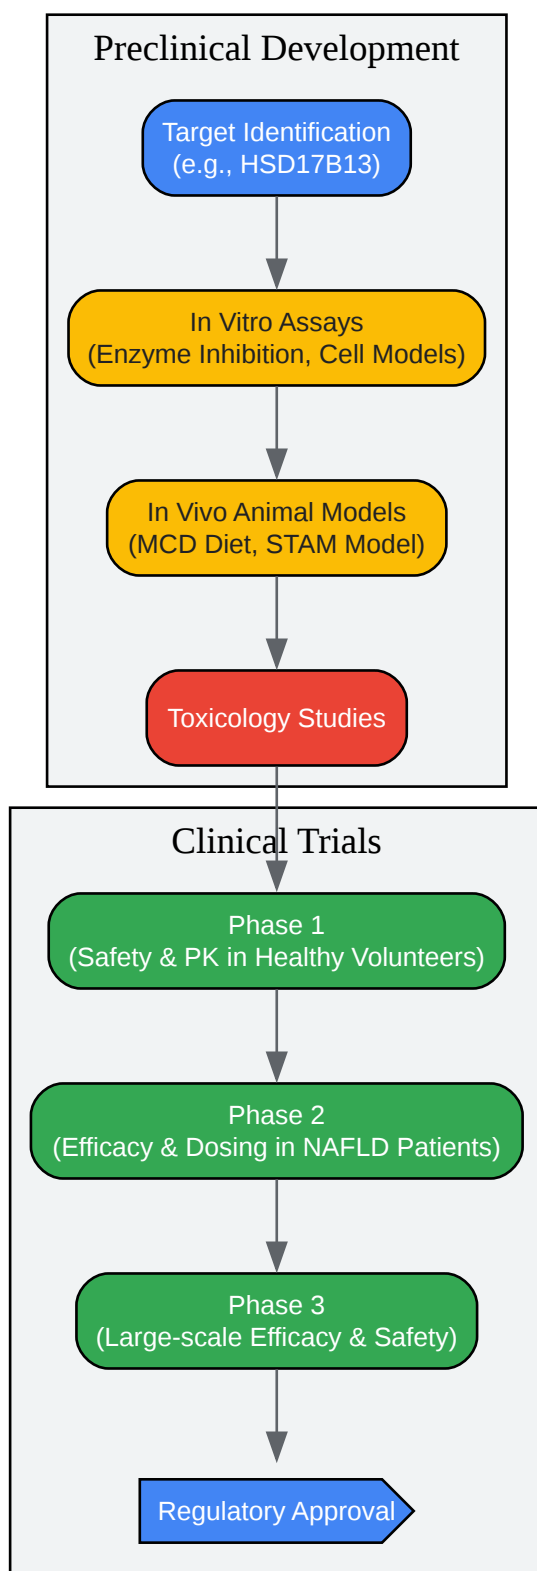 Preclinical Development
Target Identification
(e.g., HSD17B13)
In Vitro Assays
(Enzyme Inhibition, Cell Models)
In Vivo Animal Models
(MCD Diet, STAM Model)
Toxicology Studies
Clinical Trials
Phase 1
(Safety & PK in Healthy Volunteers)
Phase 2
(Efficacy & Dosing in NAFLD Patients)
Phase 3
(Large-scale Efficacy & Safety)
Regulatory Approval